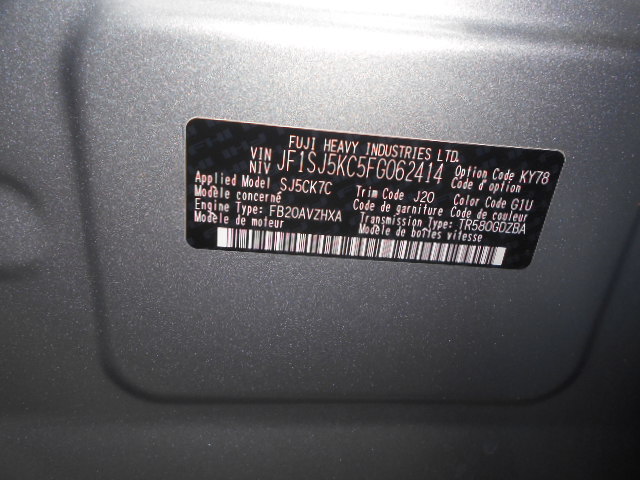 FUJI HEAVY INDUSTRIES LTD.
VIN NIV JF1SJ5KC5FG062414 Option Code KY78
Code d'option
Applied Model SJ5CK7C Trim Code J20 Color Code G1U
Modele concerné Code de garniture Code de couleur
Engine Type: FB20AVZHXA Transmission Type: TR580GDZBA
Modele de moteur Modele de boîtes vitesse